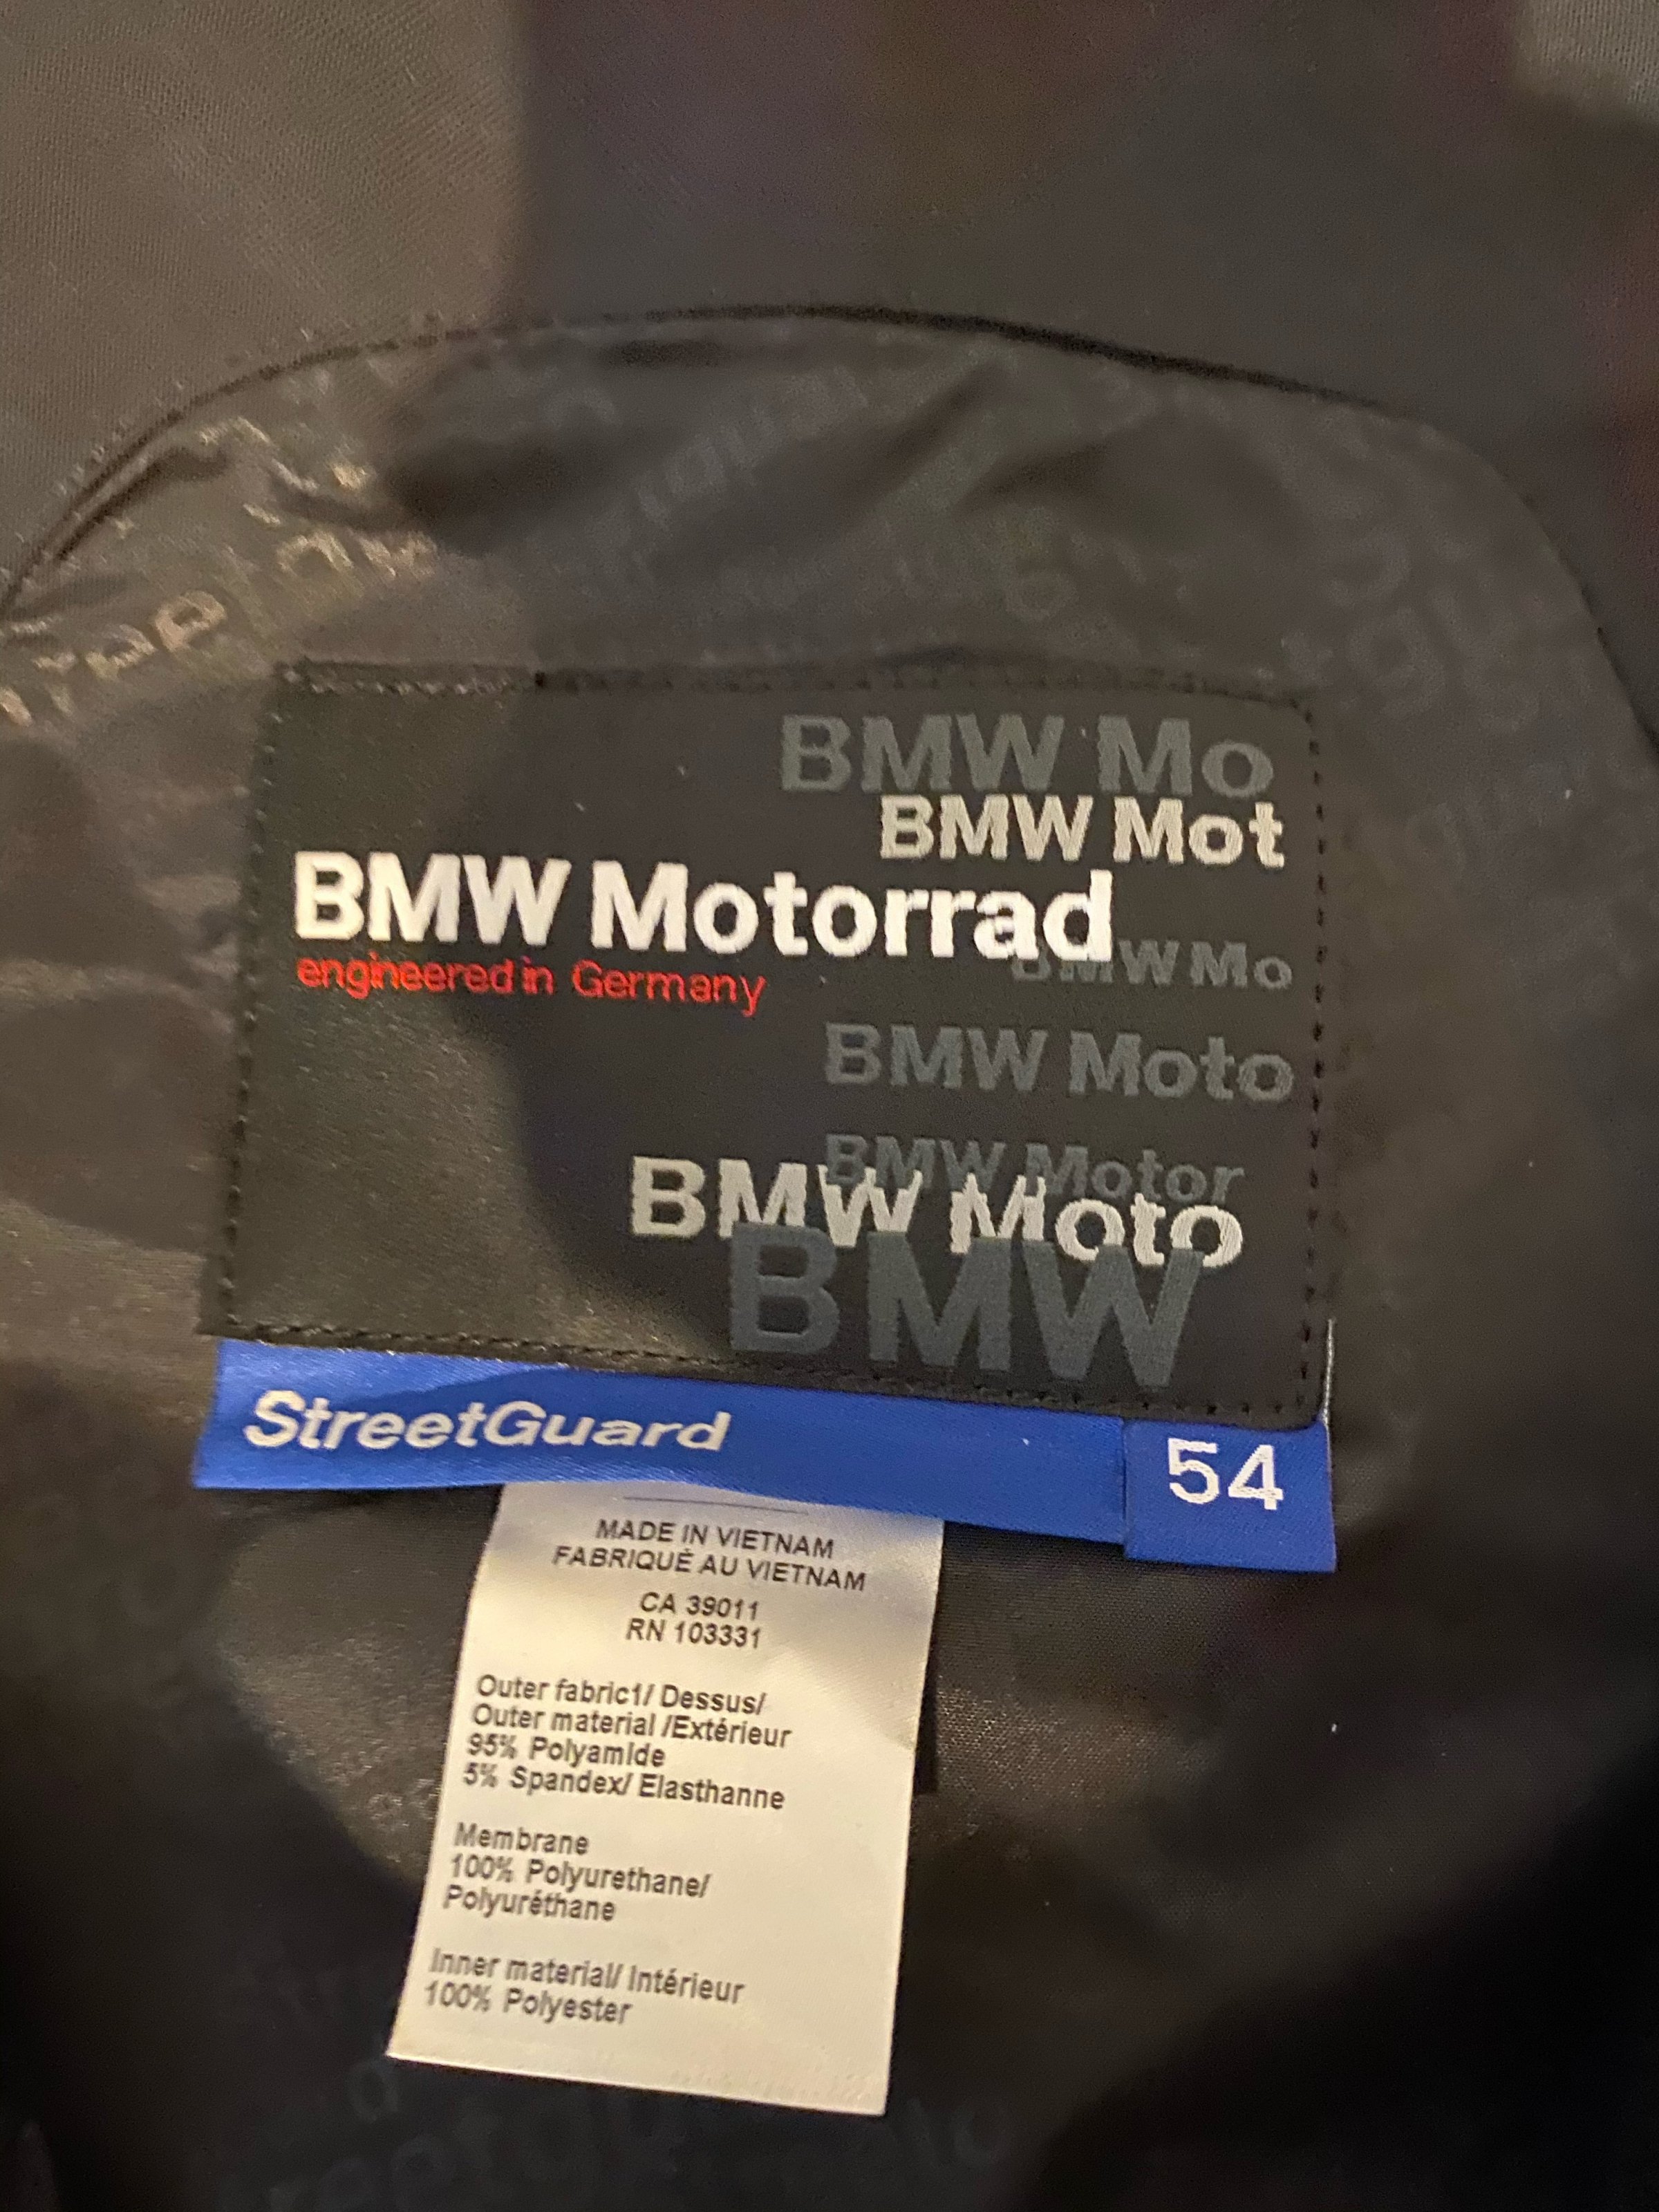 BMW Mo
BMW Mot
BMW Motorrad
engineered in Germany
BMW Mo
BMW Moto
BMW Motor
BMW Moto
BMW
StreetGuard
54
MADE IN VIETNAM
FABRIQUÉ AU VIETNAM
CA 39011
RN 103331
Outer fabric1/ Dessus/
Outer material /Extérieur
95% Polyamide
5% Spandex/ Elasthanne
Membrane
100% Polyurethane/
Polyuréthane
Inner material/ Intérieur
100% Polyester